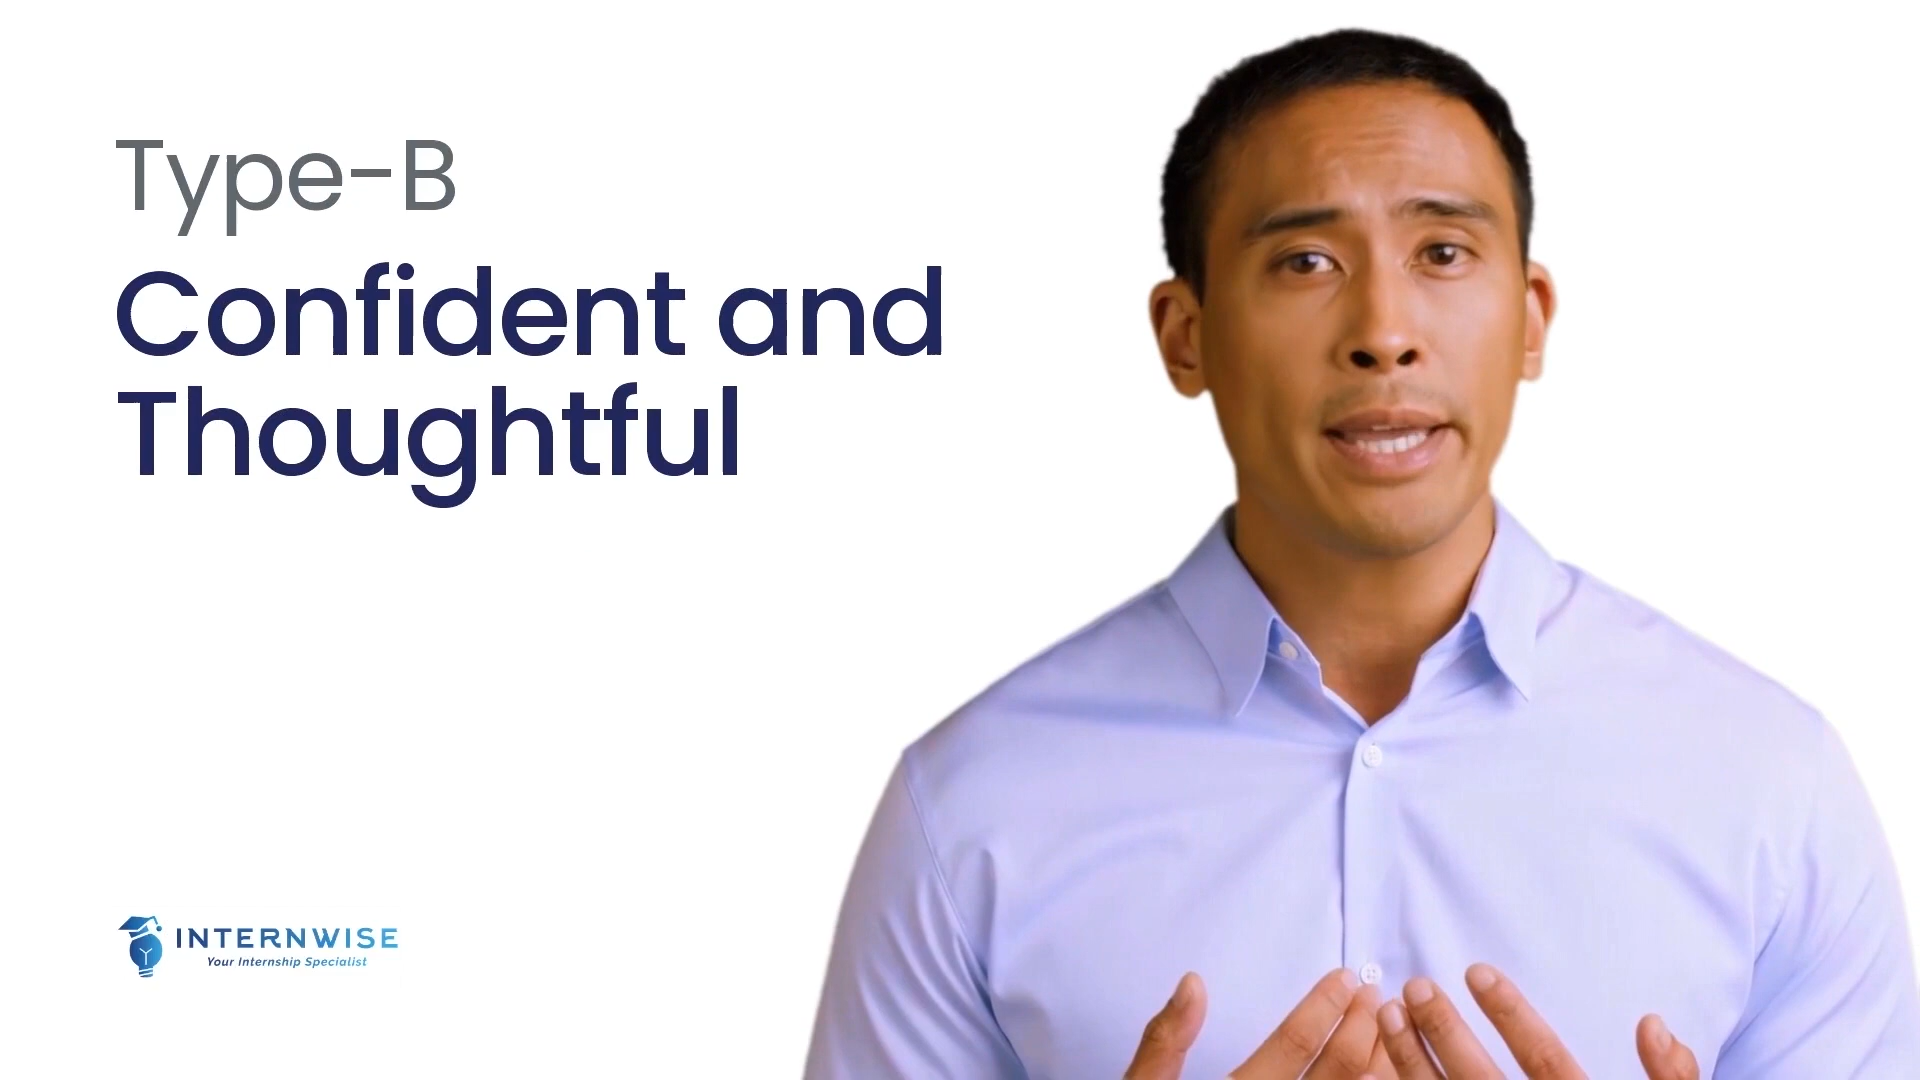 Type-B
Confident and
Thoughtful
INTERNWISE
Your Internship Specialist